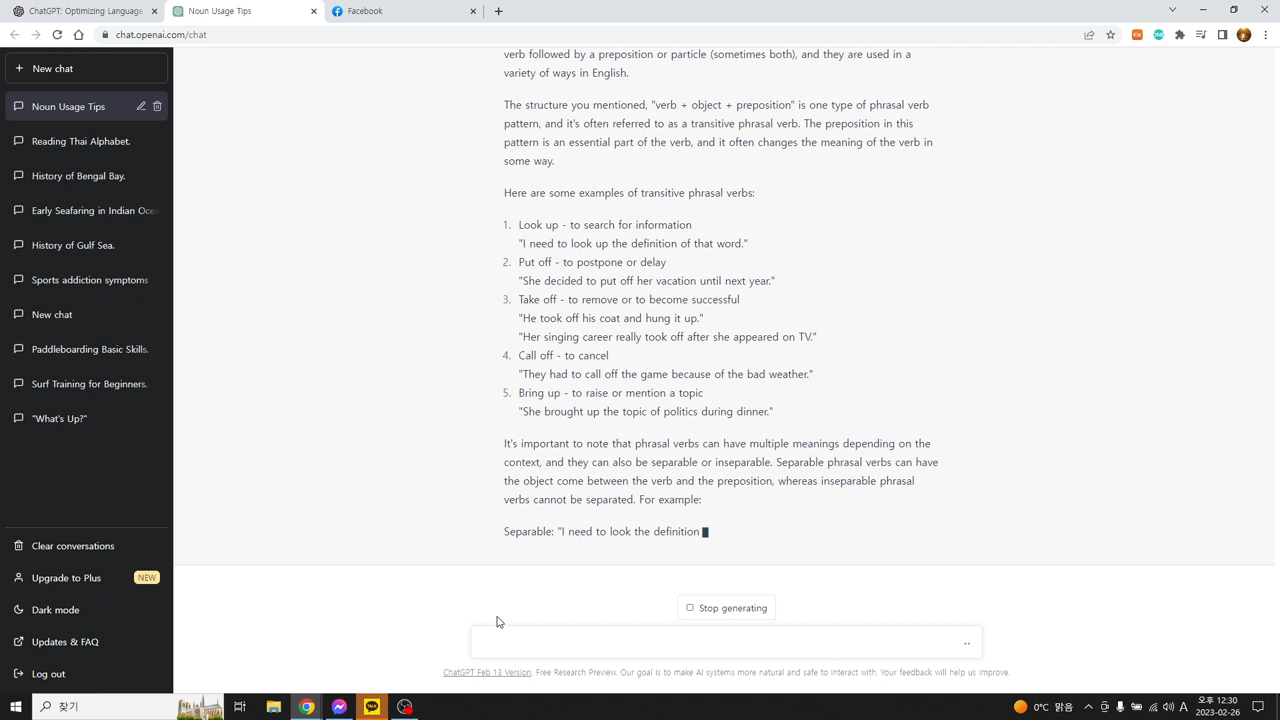 ChatGPT: Optimizing Language
Noun Usage Tips
Facebook
chat.openai.com/chat
New chat
Noun Usage Tips
Reading Thai Alphabet.
History of Bengal Bay.
Early Seafaring in Indian Ocea
History of Gulf Sea.
Sports addiction symptoms
New chat
Paddleboarding Basic Skills.
Surf Training for Beginners.
"What's Up?"
Clear conversations
Upgrade to Plus NEW
Dark mode
Updates & FAQ
Log out
verb followed by a preposition or particle (sometimes both), and they are used in a
variety of ways in English.
The structure you mentioned, "verb + object + preposition" is one type of phrasal verb
pattern, and it's often referred to as a transitive phrasal verb. The preposition in this
pattern is an essential part of the verb, and it often changes the meaning of the verb in
some way.
Here are some examples of transitive phrasal verbs:
1. Look up - to search for information
"I need to look up the definition of that word."
2. Put off - to postpone or delay
"She decided to put off her vacation until next year."
3. Take off - to remove or to become successful
"He took off his coat and hung it up."
"Her singing career really took off after she appeared on TV."
4. Call off - to cancel
"They had to call off the game because of the bad weather."
5. Bring up - to raise or mention a topic
"She brought up the topic of politics during dinner."
It's important to note that phrasal verbs can have multiple meanings depending on the
context, and they can also be separable or inseparable. Separable phrasal verbs can have
the object come between the verb and the preposition, whereas inseparable phrasal
verbs cannot be separated. For example:
Separable: "I need to look the definition
Stop generating
ChatGPT Feb 13 Version. Free Research Preview. Our goal is to make AI systems more natural and safe to interact with. Your feedback will help us improve.
찾기
TALK
0°C 맑음
A
오후 12:30
2023-02-26